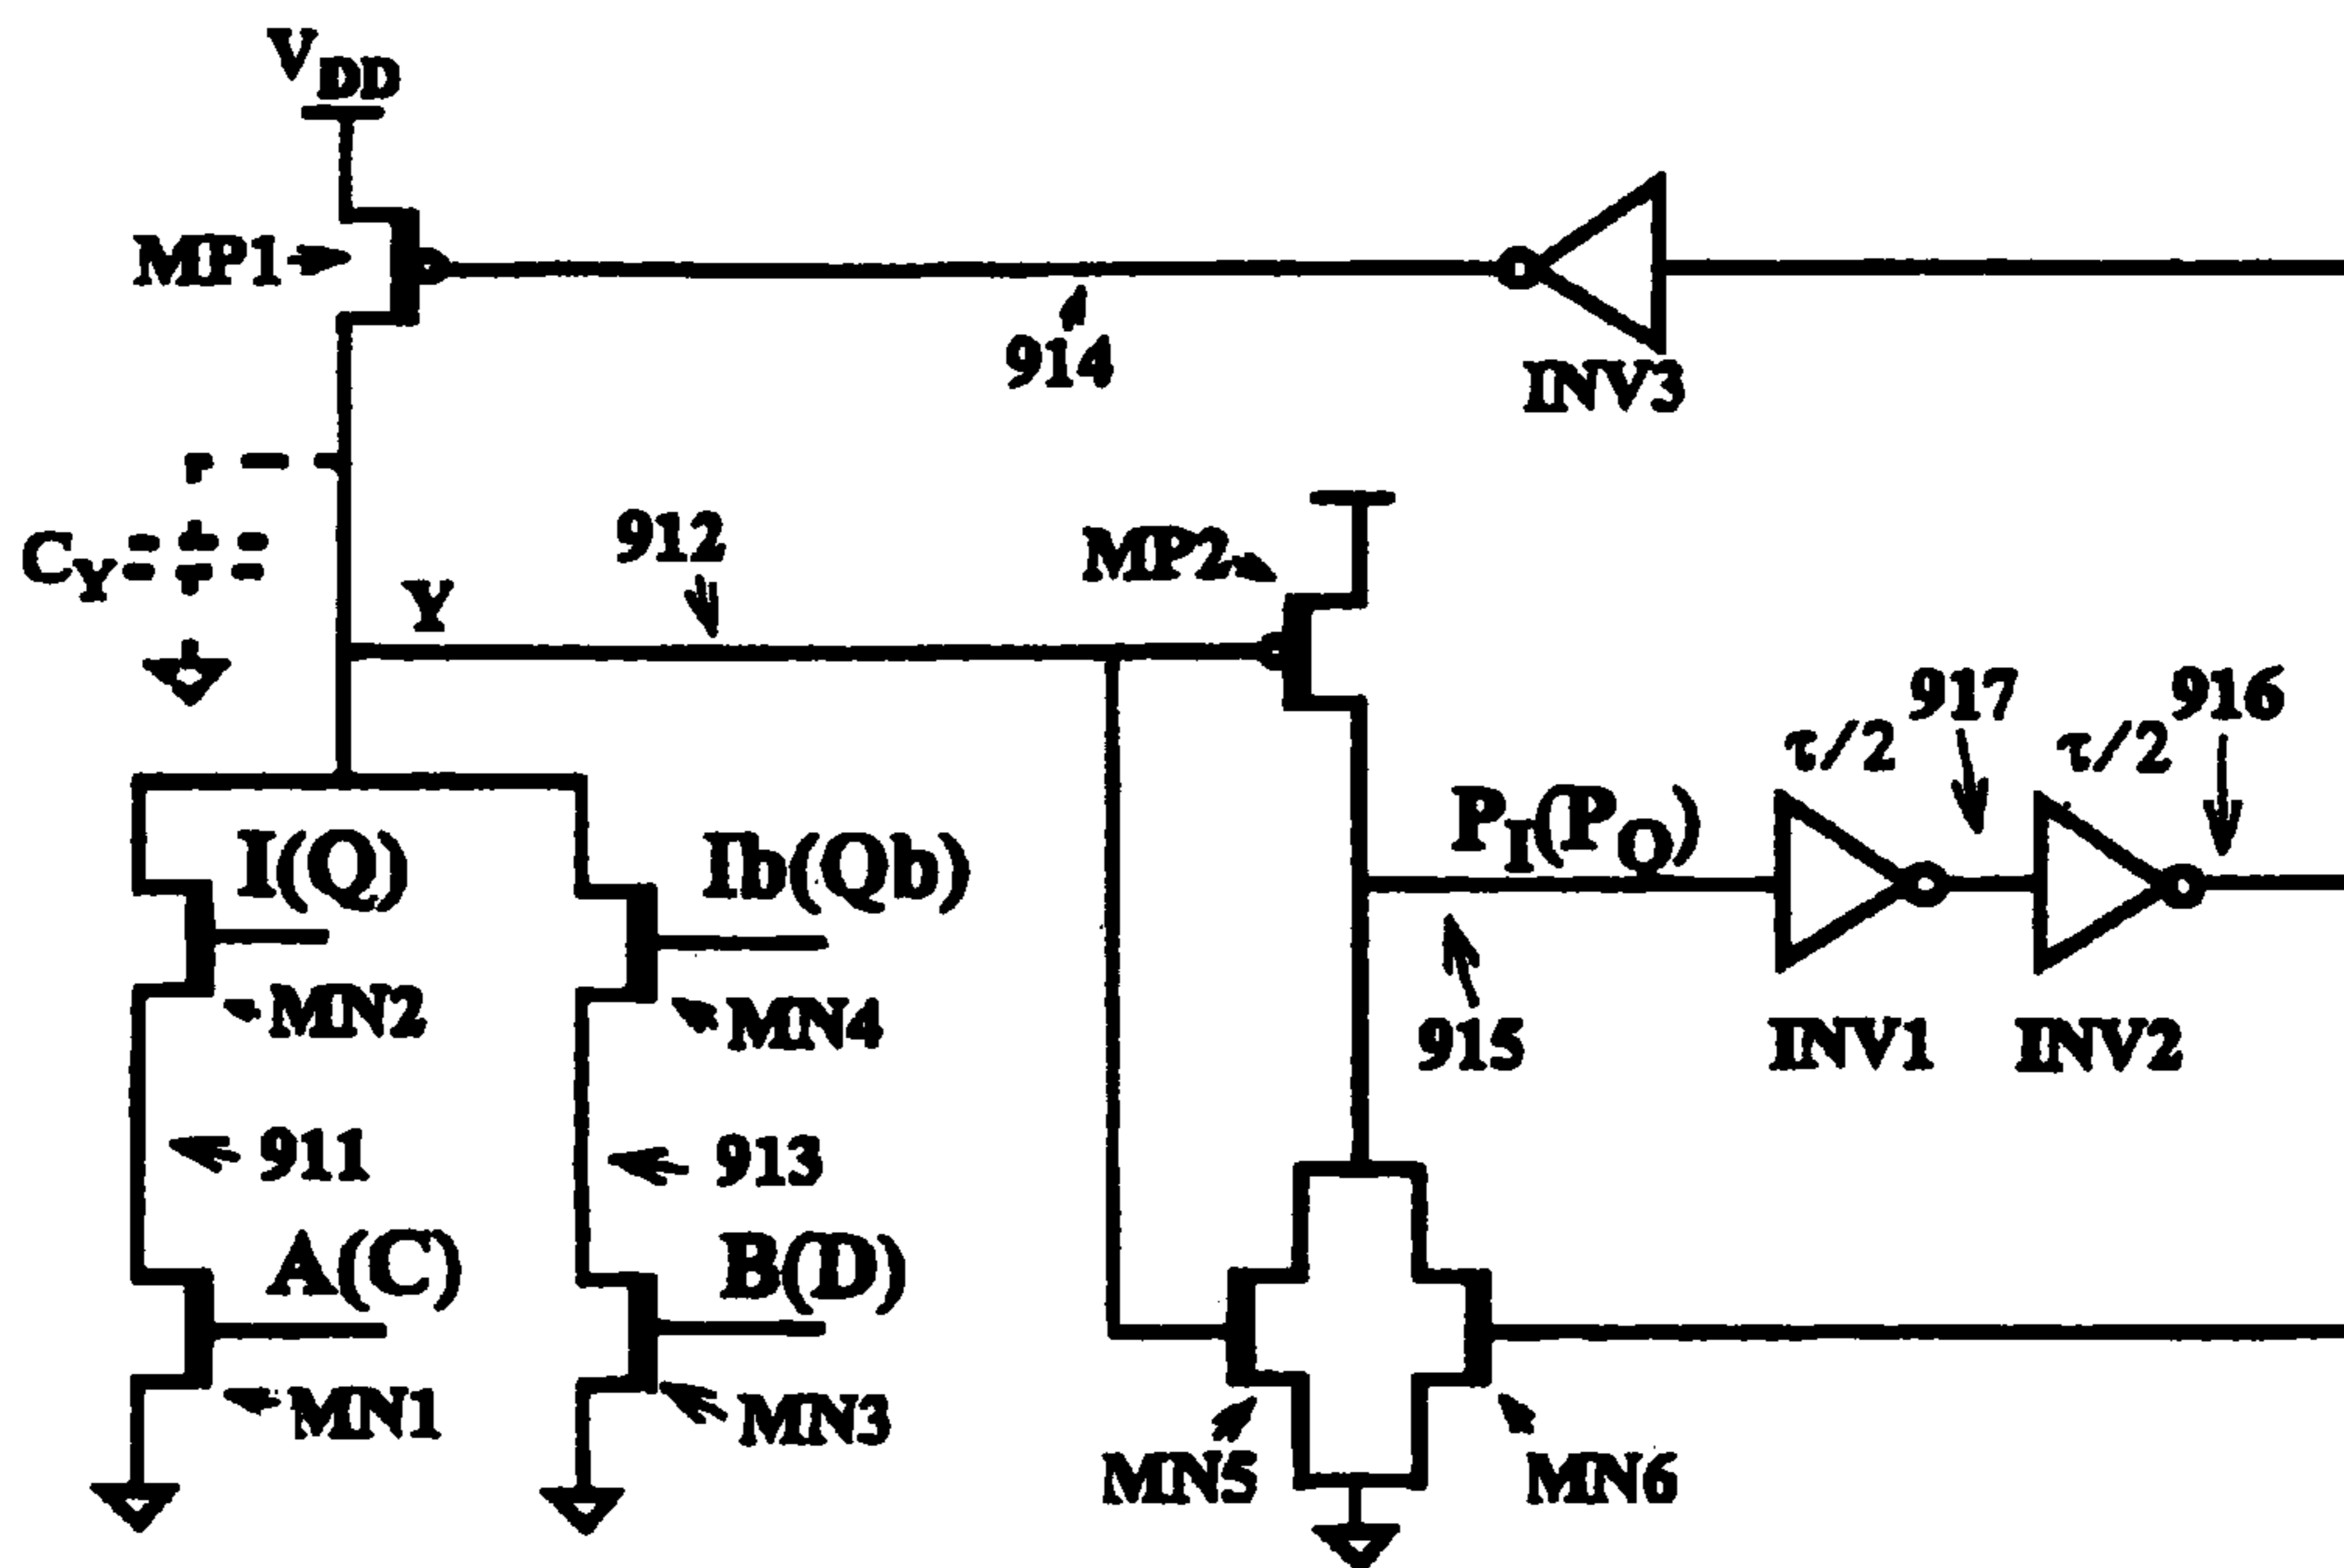 VDD
MP1
914
INV3
912
MP2
CY
Y
917
916
τ/2
τ/2
PI(PQ)
I(Q)
Ib(Qb)
MN2
MN4
915
INV1
INV2
911
913
A(C)
B(D)
MN1
MN3
MN5
MN6